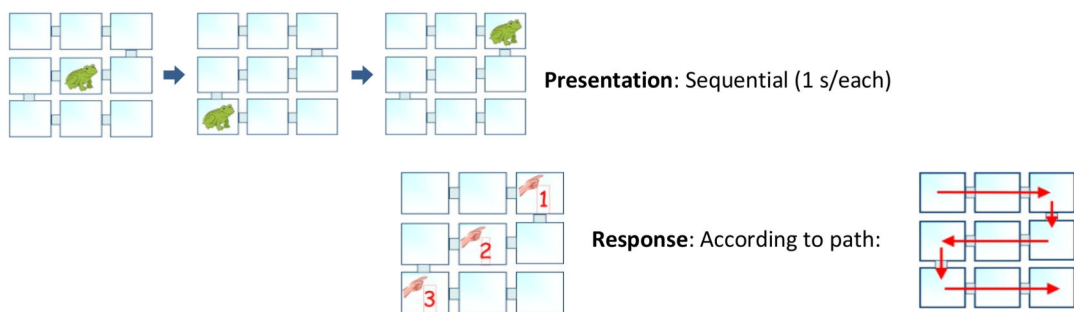 Presentation: Sequential (1 s/each)
1
2
3
Response: According to path: